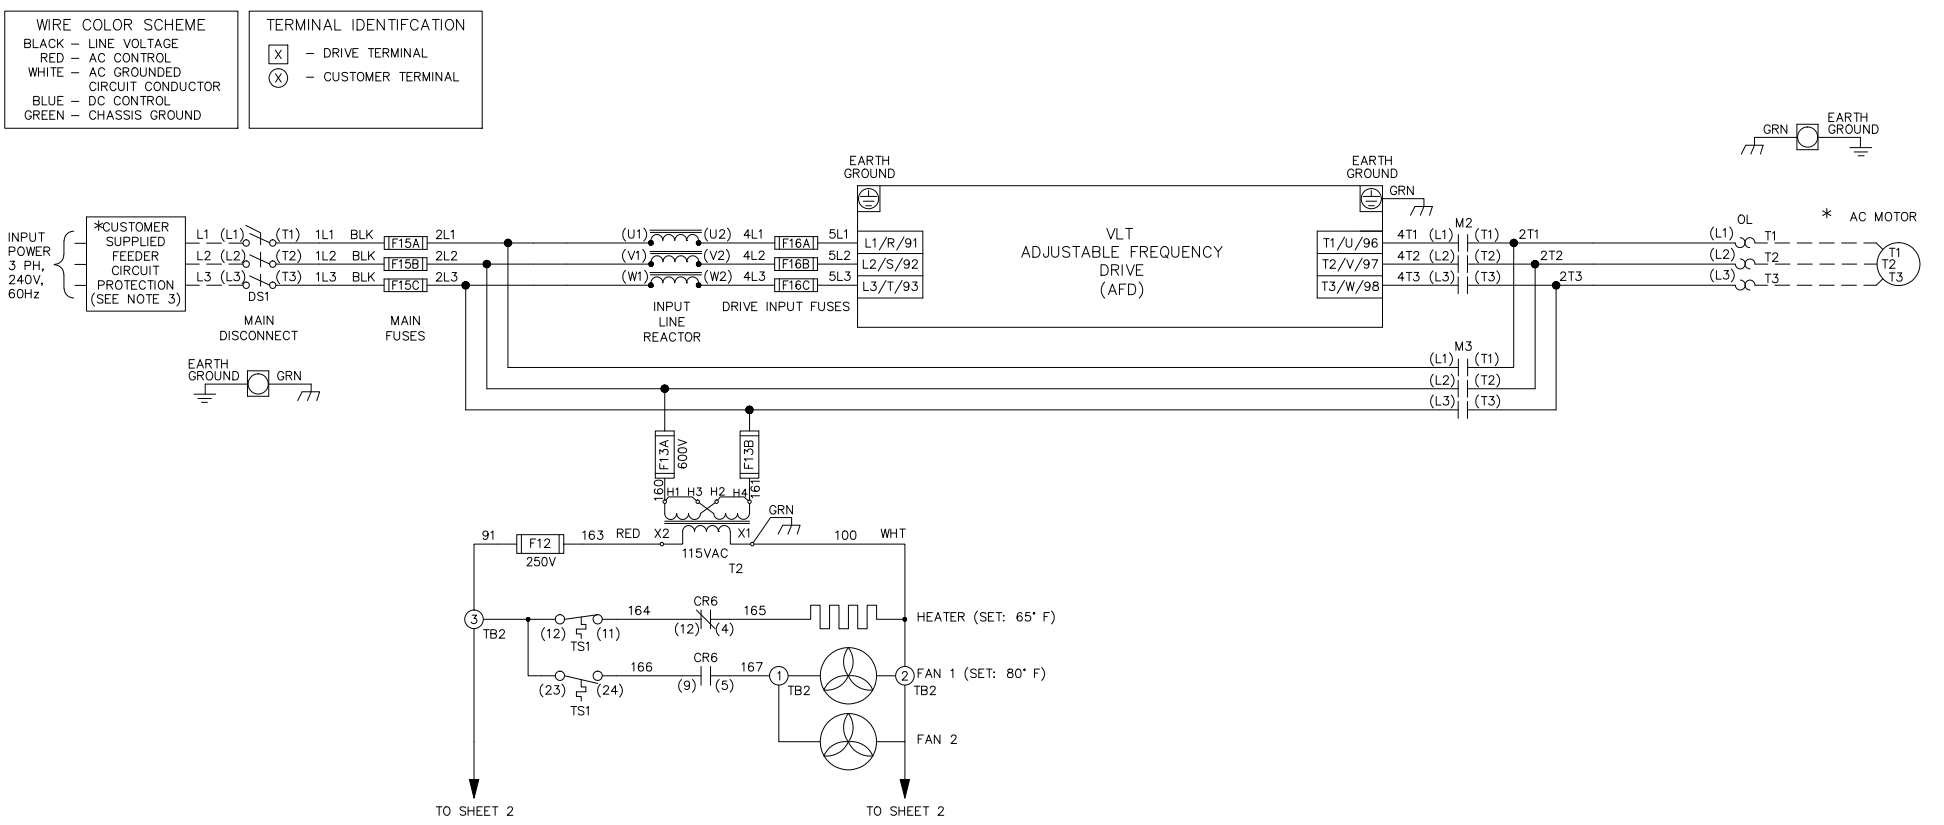 WIRE COLOR SCHEME
BLACK – LINE VOLTAGE
RED – AC CONTROL
WHITE – AC GROUNDED
CIRCUIT CONDUCTOR
BLUE – DC CONTROL
GREEN – CHASSIS GROUND
TERMINAL IDENTIFCATION
X – DRIVE TERMINAL
X – CUSTOMER TERMINAL
GRN
EARTH
GROUND
INPUT
POWER
3 PH,
240V,
60Hz
*CUSTOMER
SUPPLIED
FEEDER
CIRCUIT
PROTECTION
(SEE NOTE 3)
L1 (L1) (T1) 1L1 BLK F15A 2L1
L2 (L2) (T2) 1L2 BLK F15B 2L2
L3 (L3) (T3) 1L3 BLK F15C 2L3
DS1
MAIN
DISCONNECT
MAIN
FUSES
EARTH
GROUND
GRN
(U1) (U2) 4L1 F16A 5L1
(V1) (V2) 4L2 F16B 5L2
(W1) (W2) 4L3 F16C 5L3
INPUT
LINE
REACTOR
DRIVE INPUT FUSES
EARTH
GROUND
EARTH
GROUND
GRN
L1/R/91
L2/S/92
L3/T/93
VLT
ADJUSTABLE FREQUENCY
DRIVE
(AFD)
T1/U/96
T2/V/97
T3/W/98
M2
4T1 (L1) (T1) 2T1
4T2 (L2) (T2) 2T2
4T3 (L3) (T3) 2T3
OL
(L1) T1
(L2) T2
(L3) T3
* AC MOTOR
T1
T2
T3
M3
(L1) (T1)
(L2) (T2)
(L3) (T3)
F13A
600V
F13B
160
161
H1 H3 H2 H4
GRN
91 F12 163 RED X2 X1 100 WHT
250V
115VAC
T2
3
TB2
(12) (11)
TS1
164
CR6
(12) (4)
165
HEATER (SET: 65° F)
(23) (24)
TS1
166
CR6
(9) (5)
167
1
TB2
2
TB2
FAN 1 (SET: 80° F)
FAN 2
TO SHEET 2
TO SHEET 2